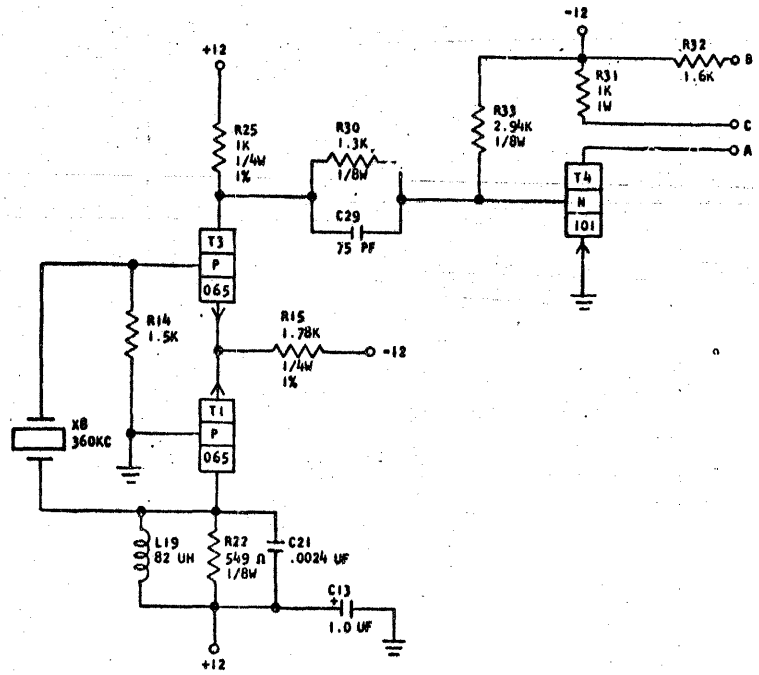 -12
+12
R32
1.6K
B
R31
1K
1W
R33
2.94K
1/8W
C
A
R25
1K
1/4W
1%
R30
1.3K
1/8W
C29
75 PF
T4
N
101
T3
P
065
R14
1.5K
R15
1.78K
1/4W
1%
-12
T1
P
065
X8
360KC
L19
82 UH
R22
549 Ω
1/8W
C21
.0024 UF
C13
+
1.0 UF
+12